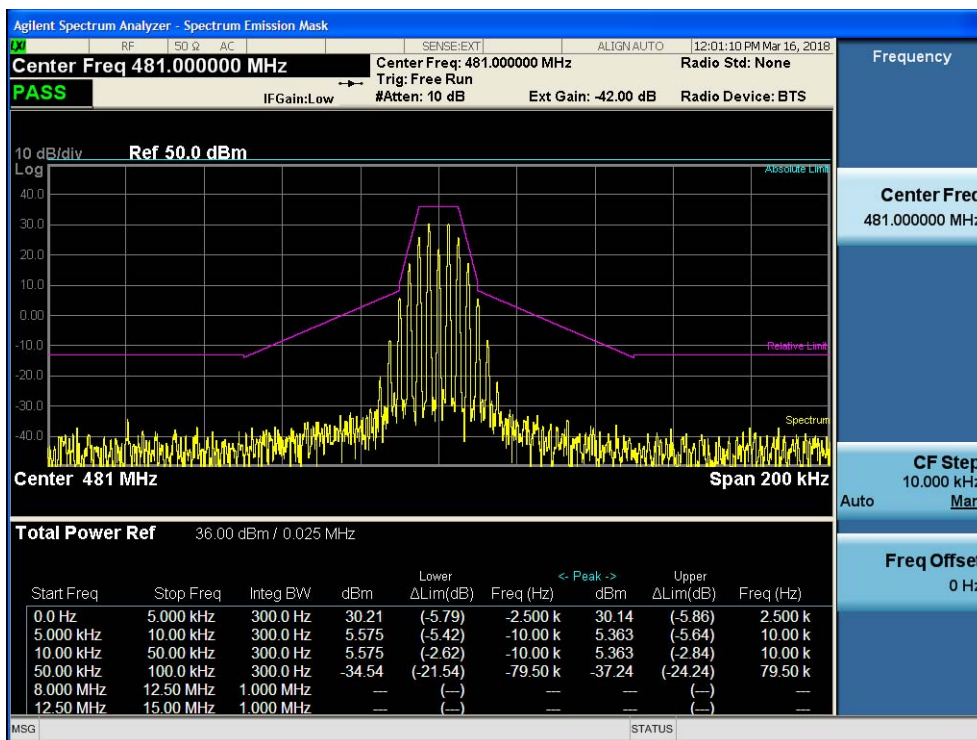 Agilent Spectrum Analyzer - Spectrum Emission Mask
LXI RF 50 Ω AC SENSE:EXT ALIGN AUTO 12:01:10 PM Mar 16, 2018
Center Freq 481.000000 MHz Center Freq: 481.000000 MHz Radio Std: None
Trig: Free Run
PASS IFGain:Low #Atten: 10 dB Ext Gain: -42.00 dB Radio Device: BTS
10 dB/div Ref 50.0 dBm
Log Absolute Limit
40.0
30.0
20.0
10.0
0.00
-10.0 Relative Limit
-20.0
-30.0
Spectrum
-40.0
Center 481 MHz Span 200 kHz
Total Power Ref 36.00 dBm / 0.025 MHz
Lower <- Peak -> Upper
Start Freq Stop Freq Integ BW dBm ΔLim(dB) Freq (Hz) dBm ΔLim(dB) Freq (Hz)
0.0 Hz 5.000 kHz 300.0 Hz 30.21 (-5.79) -2.500 k 30.14 (-5.86) 2.500 k
5.000 kHz 10.00 kHz 300.0 Hz 5.575 (-5.42) -10.00 k 5.363 (-5.64) 10.00 k
10.00 kHz 50.00 kHz 300.0 Hz 5.575 (-2.62) -10.00 k 5.363 (-2.84) 10.00 k
50.00 kHz 100.0 kHz 300.0 Hz -34.54 (-21.54) -79.50 k -37.24 (-24.24) 79.50 k
8.000 MHz 12.50 MHz 1.000 MHz --- (---) --- --- (---) ---
12.50 MHz 15.00 MHz 1.000 MHz --- (---) --- --- (---) ---
MSG STATUS
Frequency
Center Freq
481.000000 MHz
CF Step
10.000 kHz
Auto Man
Freq Offset
0 Hz